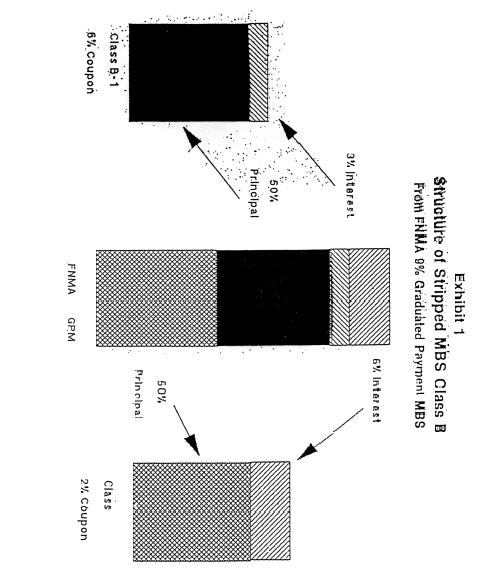 Exhibit 1
Structure of Stripped MBS Class B
From FNMA 9% Graduated Payment MBS
3% Interest
50%
Principal
6% Interest
50%
Principal
Class B-1
6% Coupon
FNMA GPM
Class
2% Coupon